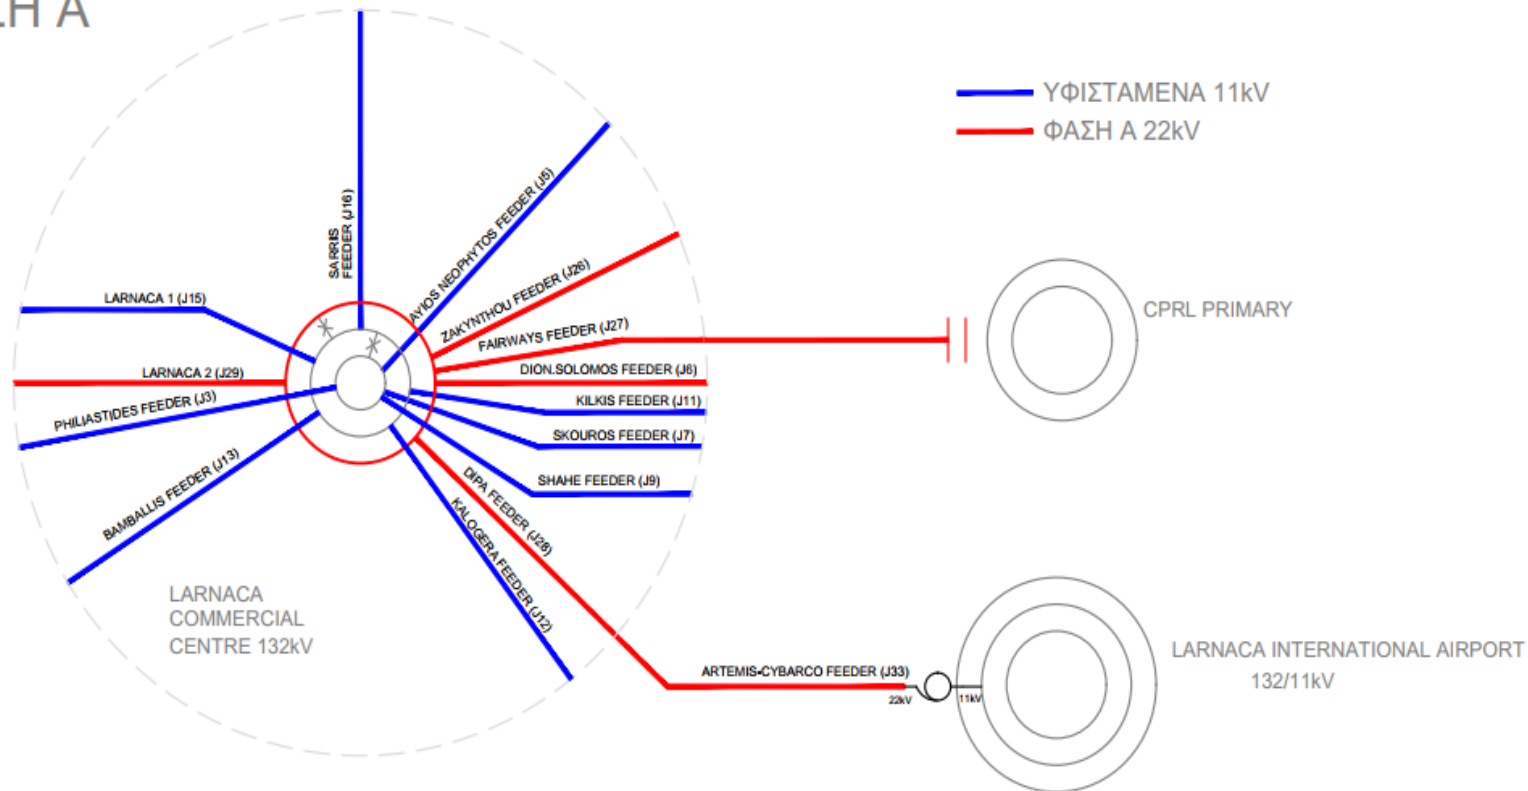 Η Α
ΥΦΙΣΤΑΜΕΝΑ 11kV
ΦΑΣΗ Α 22kV
SARRIS
FEEDER (J16)
AYIOS NEOPHYTOS FEEDER (J5)
ZAKYNTHOU FEEDER (J26)
FAIRWAYS FEEDER (J27)
CPRL PRIMARY
LARNACA 1 (J15)
LARNACA 2 (J29)
DION.SOLOMOS FEEDER (J6)
PHILIASTIDES FEEDER (J3)
KILKIS FEEDER (J11)
SKOUROS FEEDER (J7)
BAMBALLIS FEEDER (J13)
SHAHE FEEDER (J9)
DIPA FEEDER (J28)
KALOGERA FEEDER (J12)
LARNACA
COMMERCIAL
CENTRE 132kV
ARTEMIS-CYBARCO FEEDER (J33)
22kV
11kV
LARNACA INTERNATIONAL AIRPORT
132/11kV